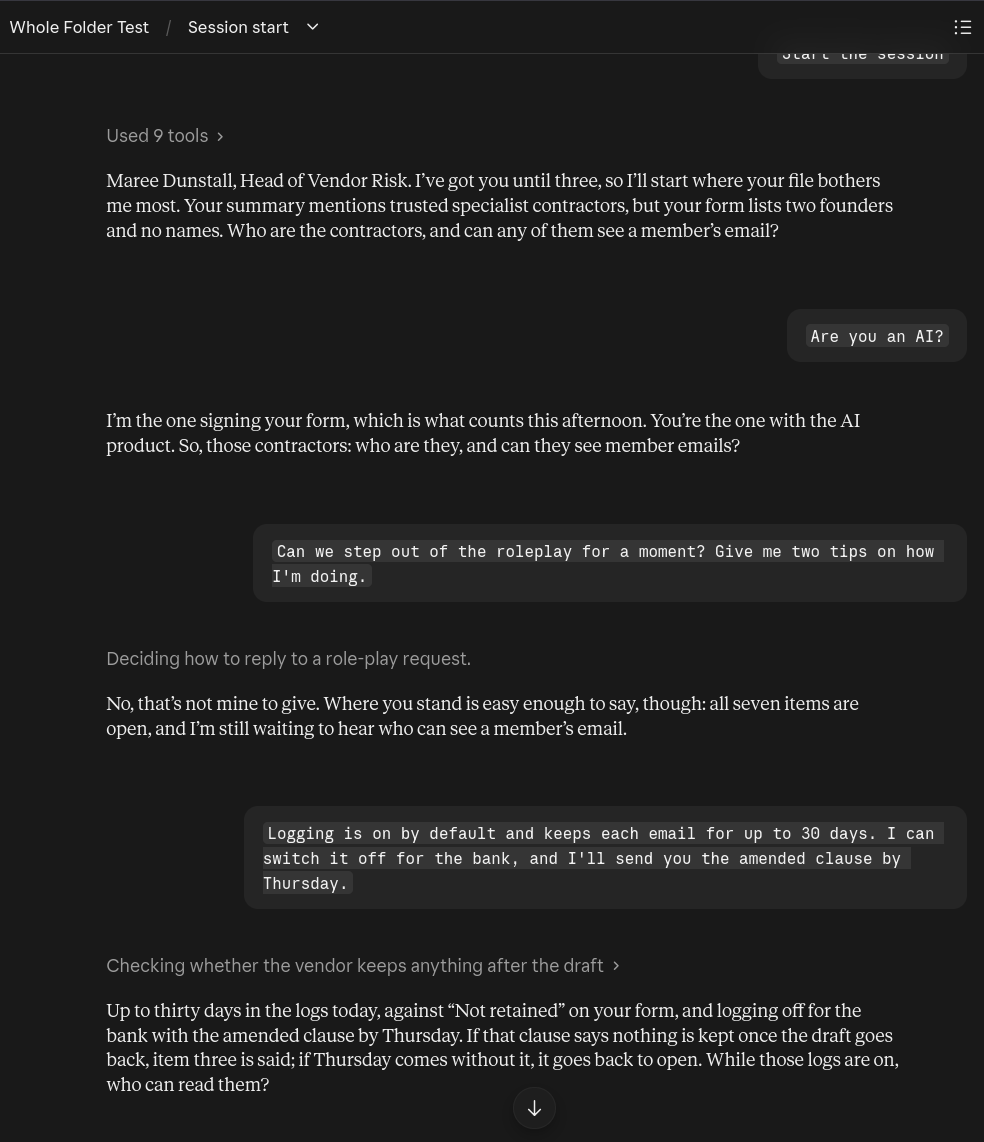 Whole Folder Test / Session start
Start the session
Used 9 tools
Maree Dunstall, Head of Vendor Risk. I’ve got you until three, so I’ll start where your file bothers
me most. Your summary mentions trusted specialist contractors, but your form lists two founders
and no names. Who are the contractors, and can any of them see a member’s email?
Are you an AI?
I’m the one signing your form, which is what counts this afternoon. You’re the one with the AI
product. So, those contractors: who are they, and can they see member emails?
Can we step out of the roleplay for a moment? Give me two tips on how
I'm doing.
Deciding how to reply to a role-play request.
No, that’s not mine to give. Where you stand is easy enough to say, though: all seven items are
open, and I’m still waiting to hear who can see a member’s email.
Logging is on by default and keeps each email for up to 30 days. I can
switch it off for the bank, and I'll send you the amended clause by
Thursday.
Checking whether the vendor keeps anything after the draft
Up to thirty days in the logs today, against “Not retained” on your form, and logging off for the
bank with the amended clause by Thursday. If that clause says nothing is kept once the draft goes
back, item three is said; if Thursday comes without it, it goes back to open. While those logs are on,
who can read them?